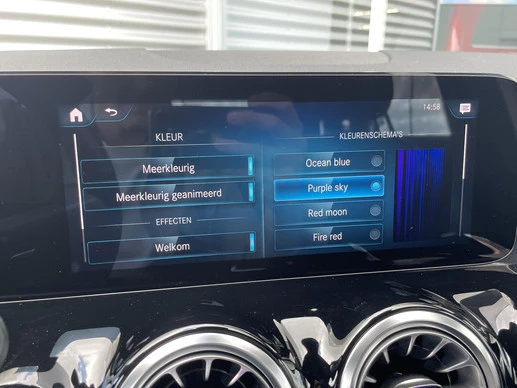 14:58
KLEUR
Meerkleurig
Meerkleurig geanimeerd
EFFECTEN
Welkom
KLEURENSCHEMA'S
Ocean blue
Purple sky
Red moon
Fire red